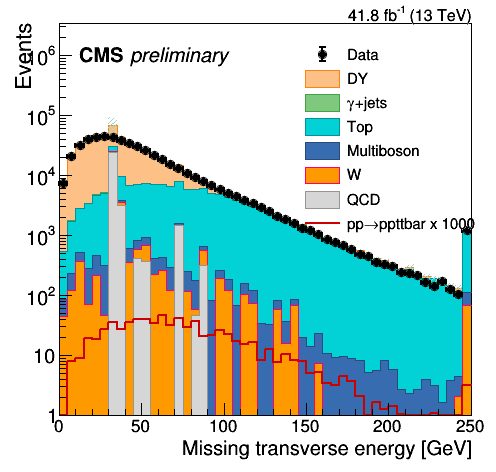 41.8 fb⁻¹ (13 TeV)
Events
CMS preliminary
Data
DY
γ+jets
Top
Multiboson
W
QCD
pp→ppttbar x 1000
10⁶
10⁵
10⁴
10³
10²
10
1
0 50 100 150 200 250
Missing transverse energy [GeV]